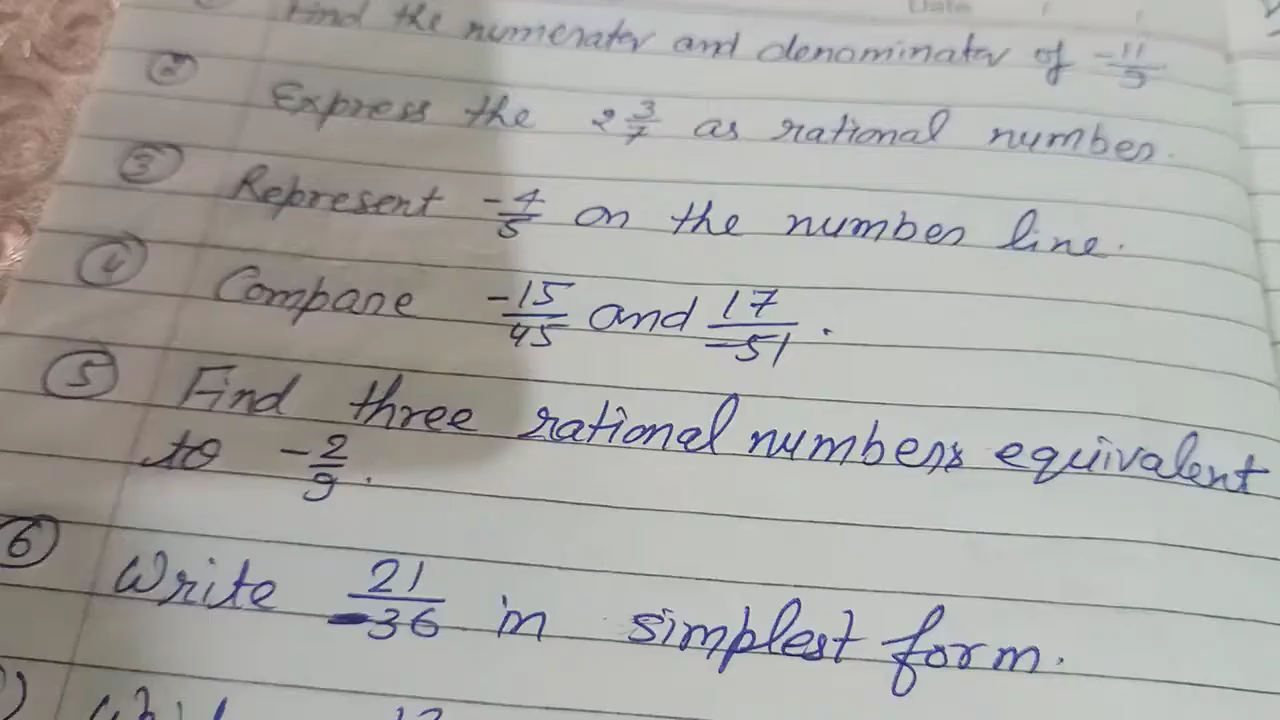 Find the numerator and denominator of -11/5
② Express the 2 3/7 as rational number.
③ Represent -4/5 on the number line.
④ Compare -15/45 and 17/-51.
⑤ Find three rational numbers equivalent
to -2/9.
⑥ Write 21/-36 in simplest form.